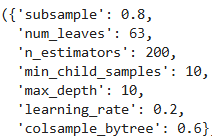 ({'subsample': 0.8,
'num_leaves': 63,
'n_estimators': 200,
'min_child_samples': 10,
'max_depth': 10,
'learning_rate': 0.2,
'colsample_bytree': 0.6},